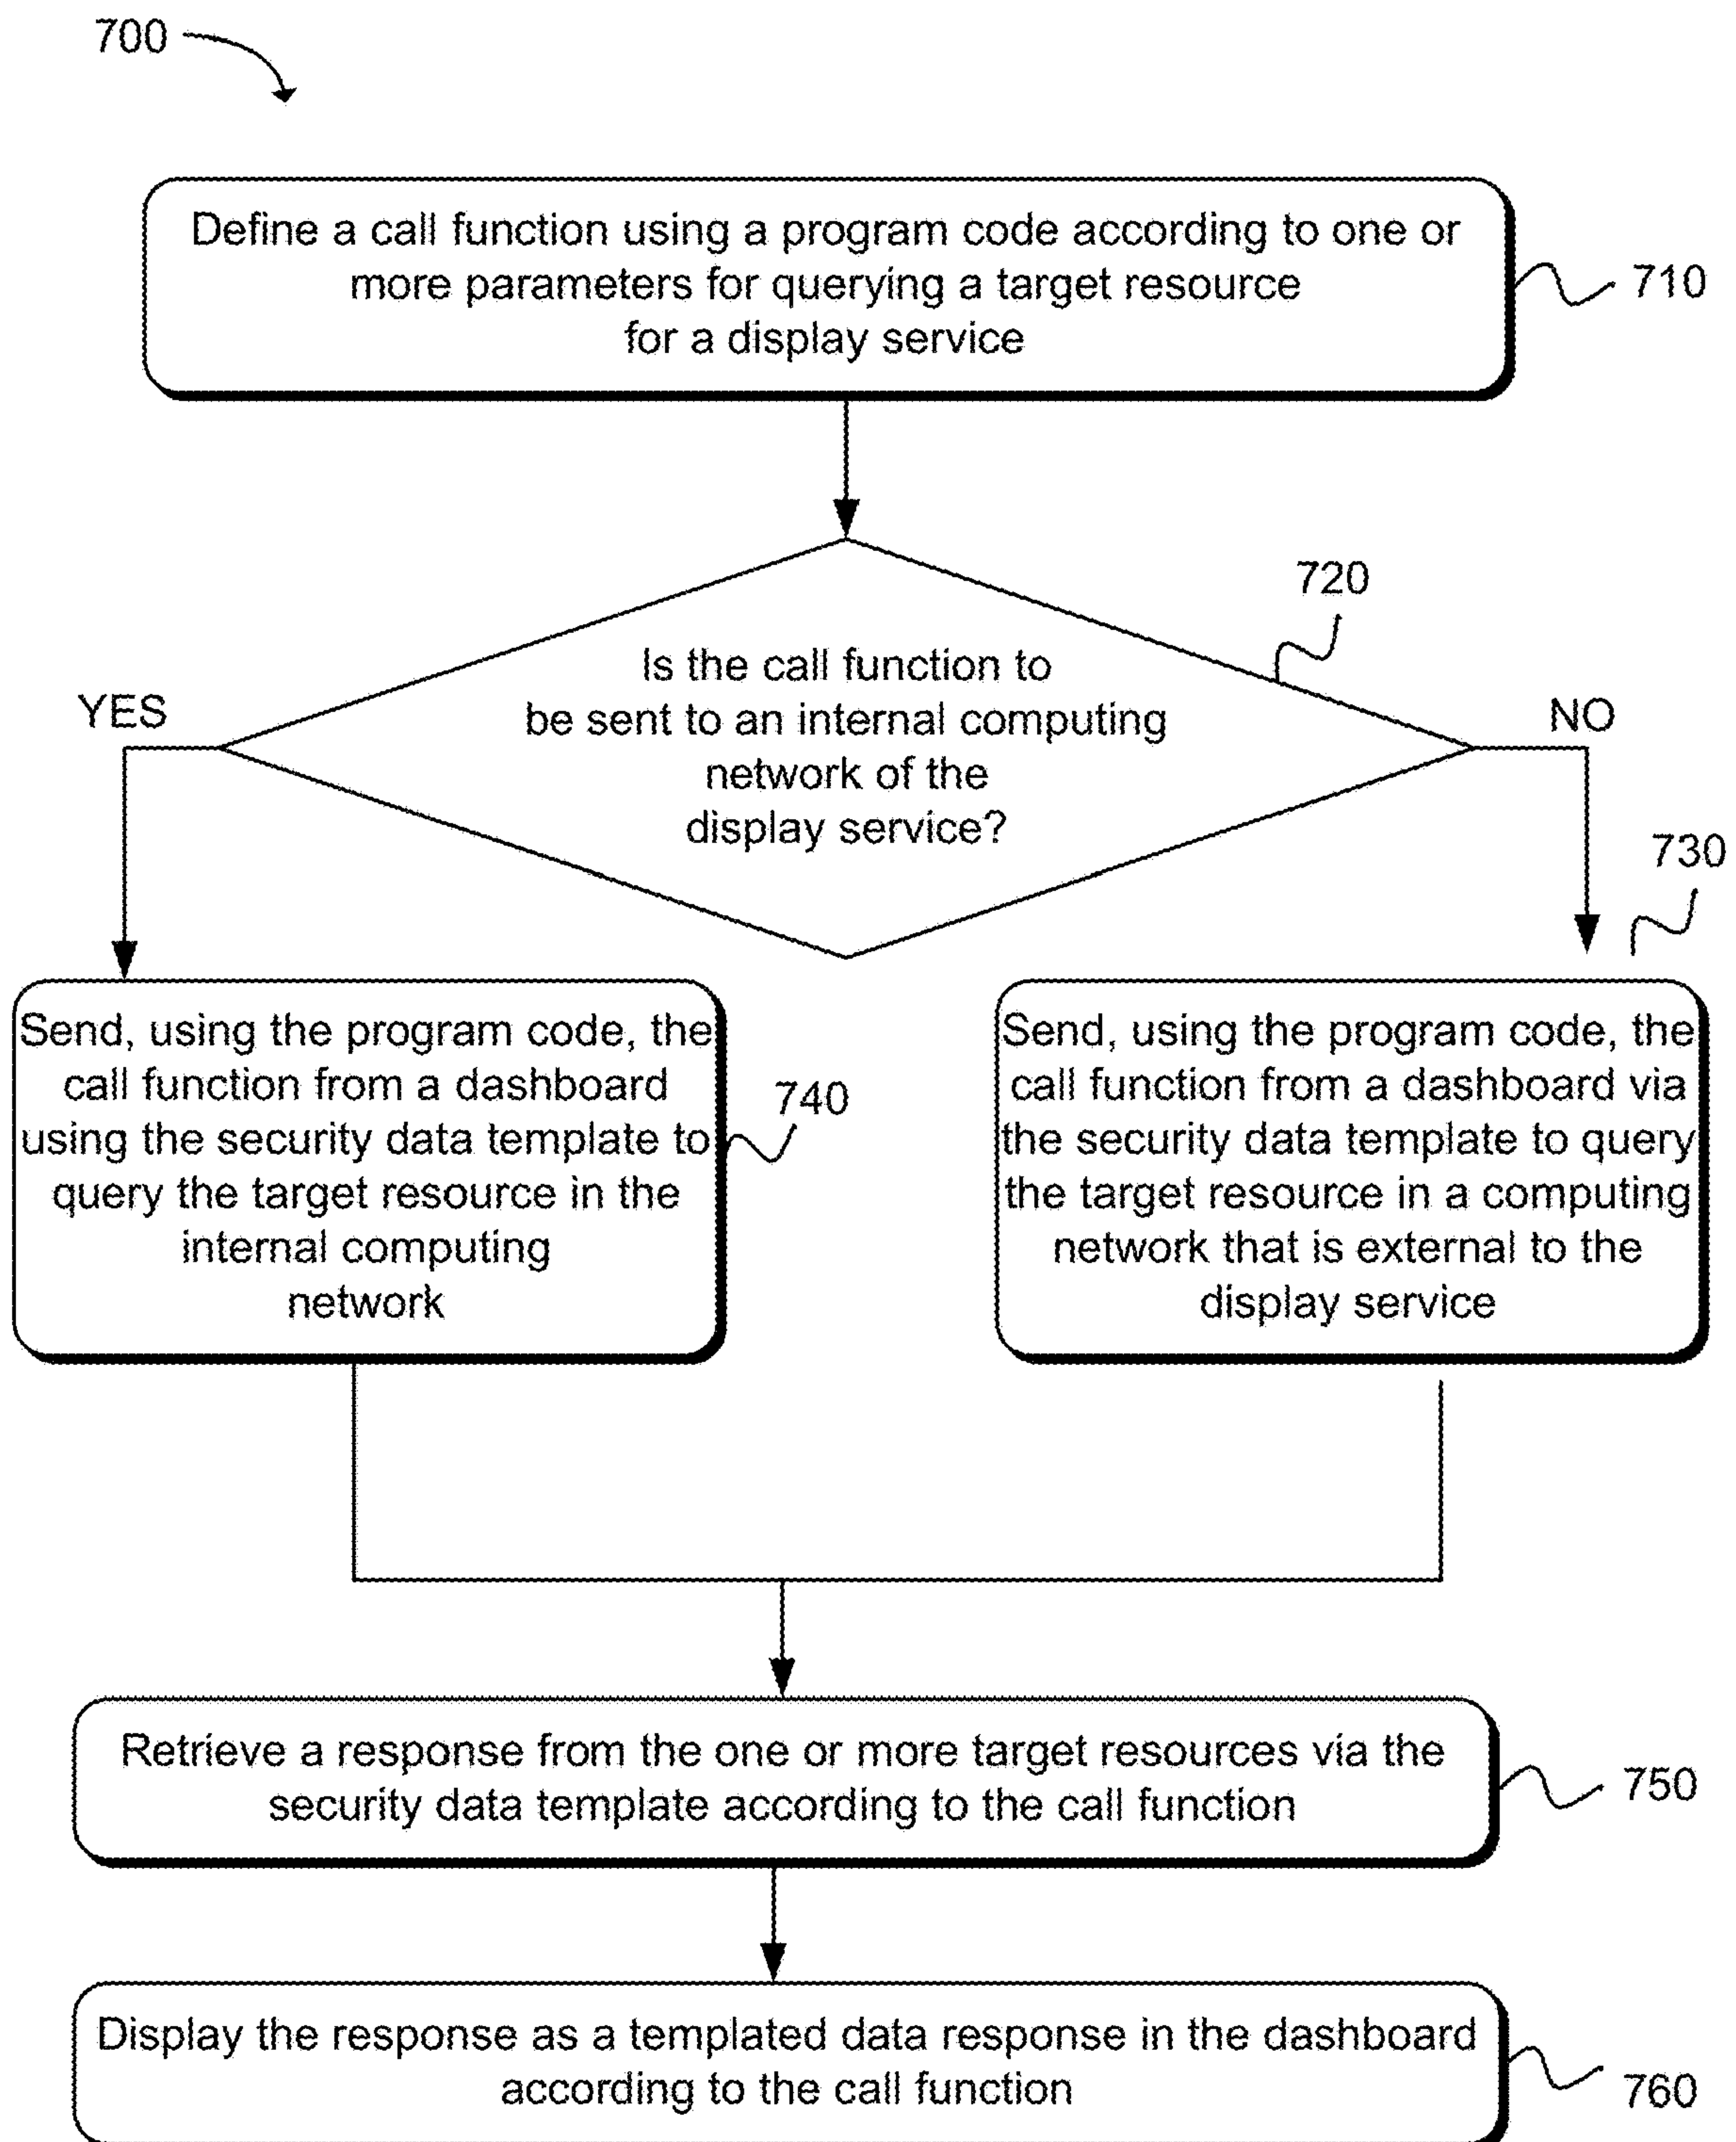 700
Define a call function using a program code according to one or
more parameters for querying a target resource
for a display service
710
720
Is the call function to
be sent to an internal computing
network of the
display service?
YES
NO
730
Send, using the program code, the
call function from a dashboard
using the security data template to
query the target resource in the
internal computing
network
740
Send, using the program code, the
call function from a dashboard via
the security data template to query
the target resource in a computing
network that is external to the
display service
Retrieve a response from the one or more target resources via the
security data template according to the call function
750
Display the response as a templated data response in the dashboard
according to the call function
760